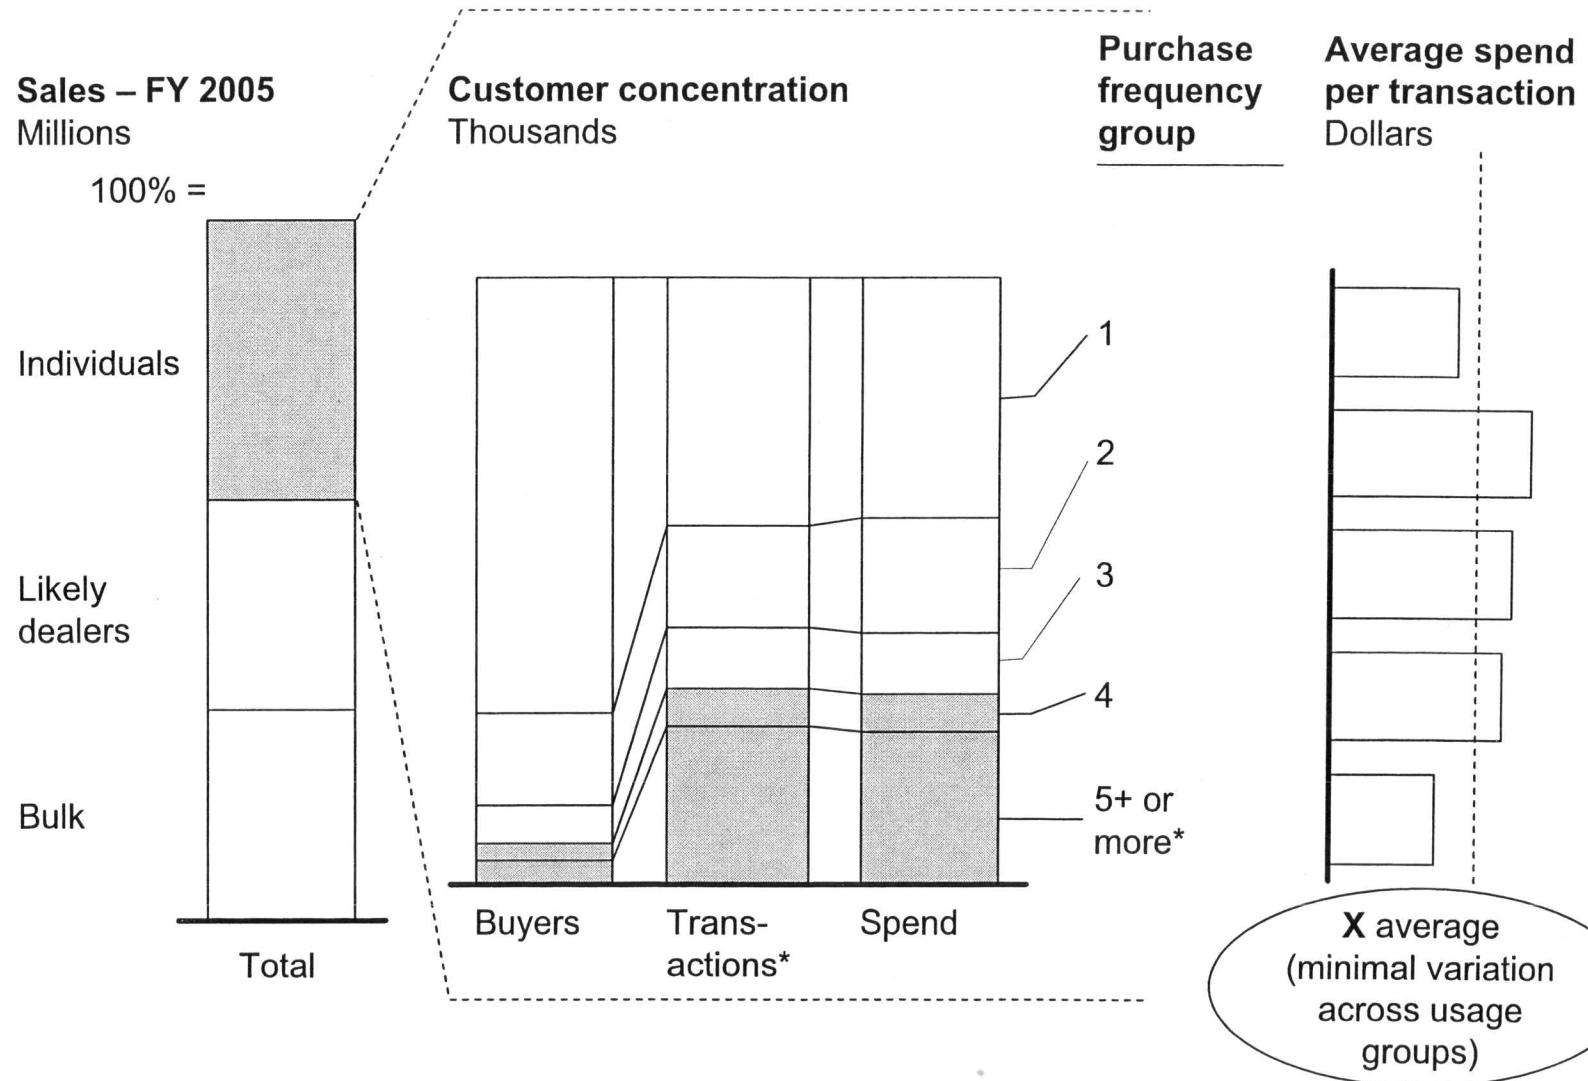 Sales – FY 2005
Millions
100% =
Individuals
Likely
dealers
Bulk
Total
Customer concentration
Thousands
Buyers
Trans-
actions*
Spend
Purchase
frequency
group
1
2
3
4
5+ or
more*
Average spend
per transaction
Dollars
X average
(minimal variation
across usage
groups)